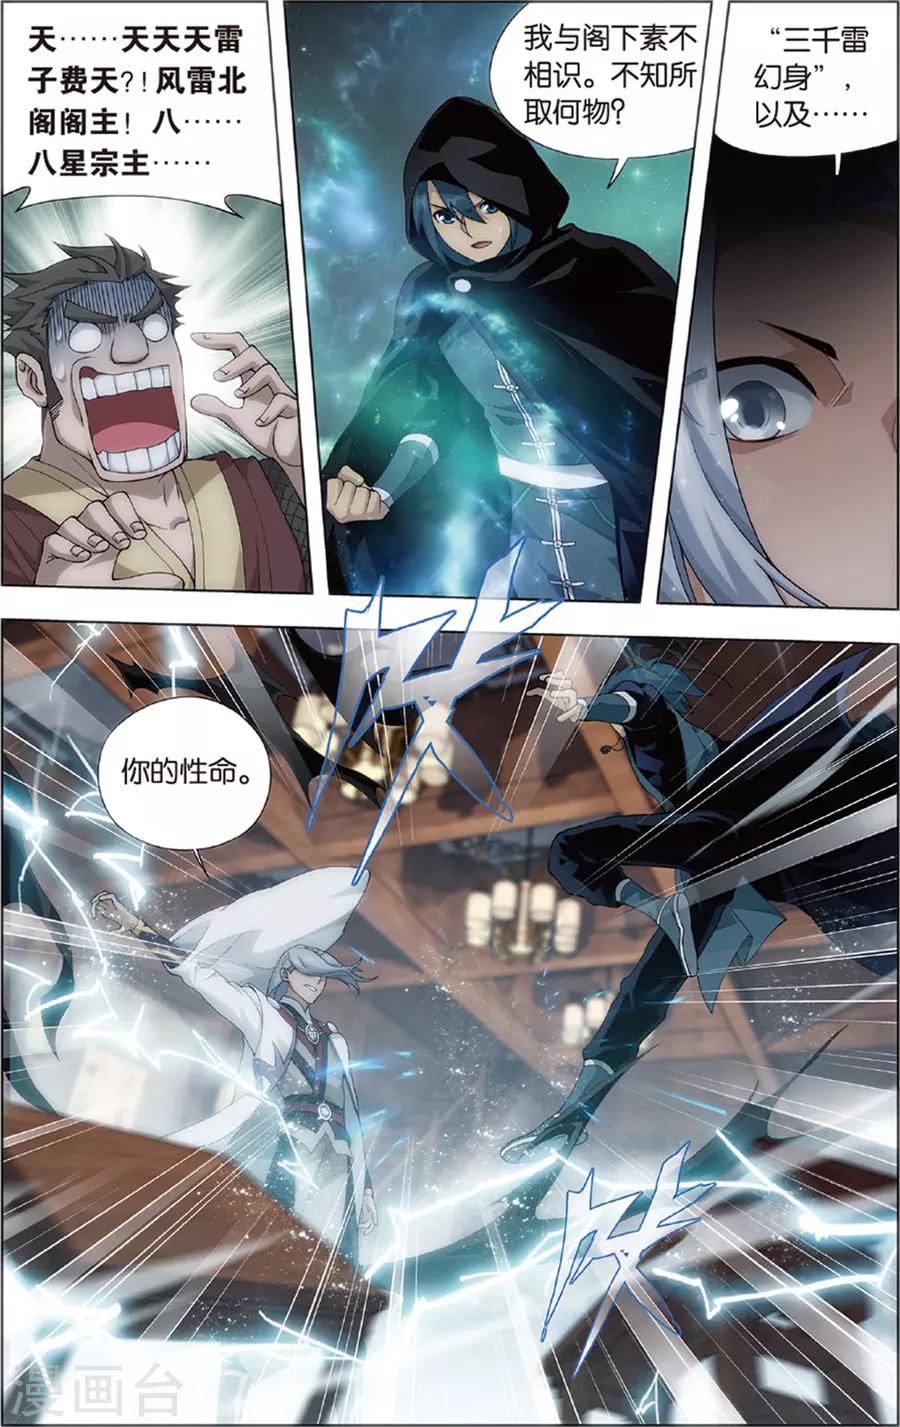 天……天天天雷
子费天?!风雷北
阁阁主!八……
八星宗主……
我与阁下素不
相识。不知所
取何物?
“三千雷
幻身”,
以及……
你的性命。
漫画台